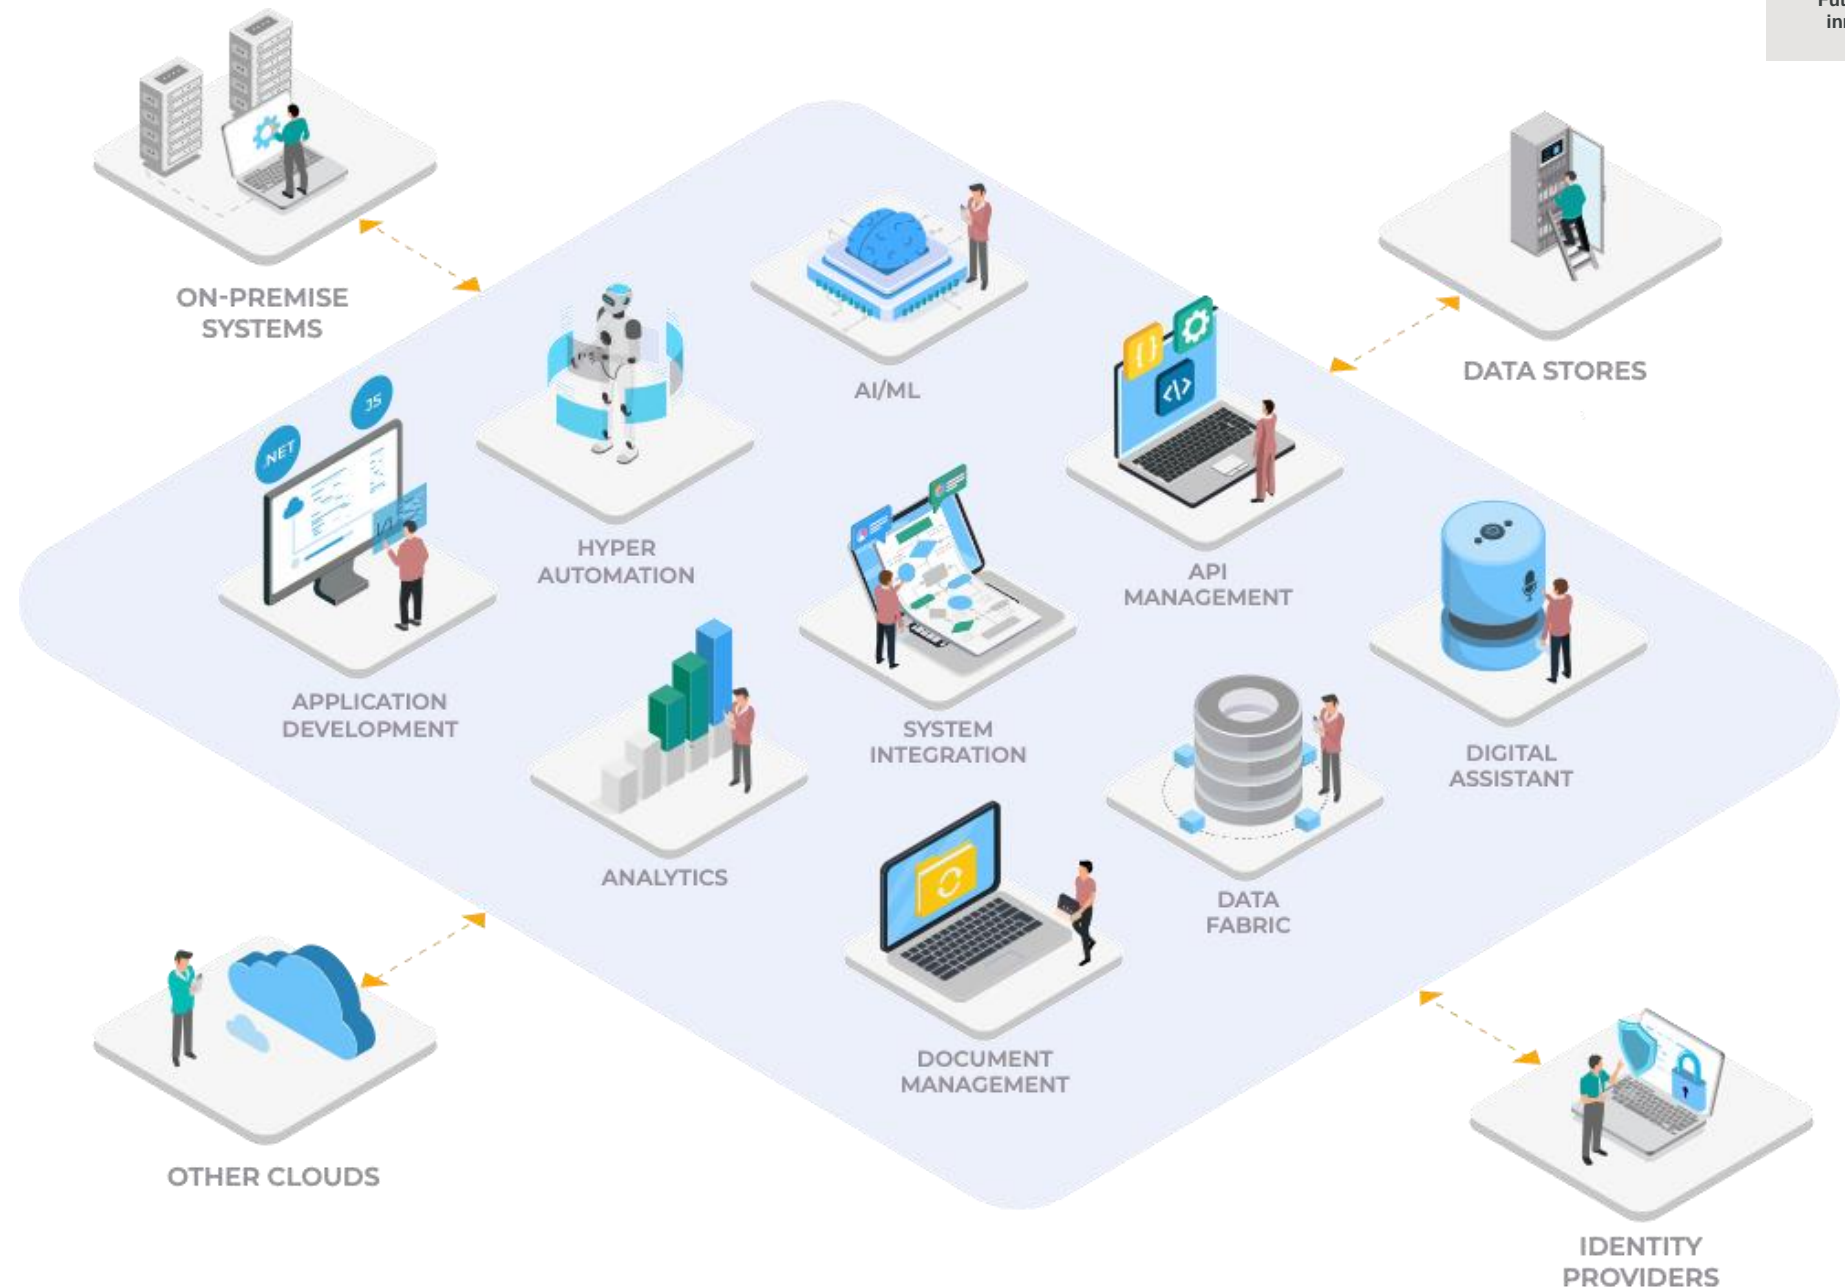 ON-PREMISE
SYSTEMS
DATA STORES
AI/ML
JS
.NET
HYPER
AUTOMATION
API
MANAGEMENT
APPLICATION
DEVELOPMENT
SYSTEM
INTEGRATION
DIGITAL
ASSISTANT
ANALYTICS
DATA
FABRIC
DOCUMENT
MANAGEMENT
OTHER CLOUDS
IDENTITY
PROVIDERS